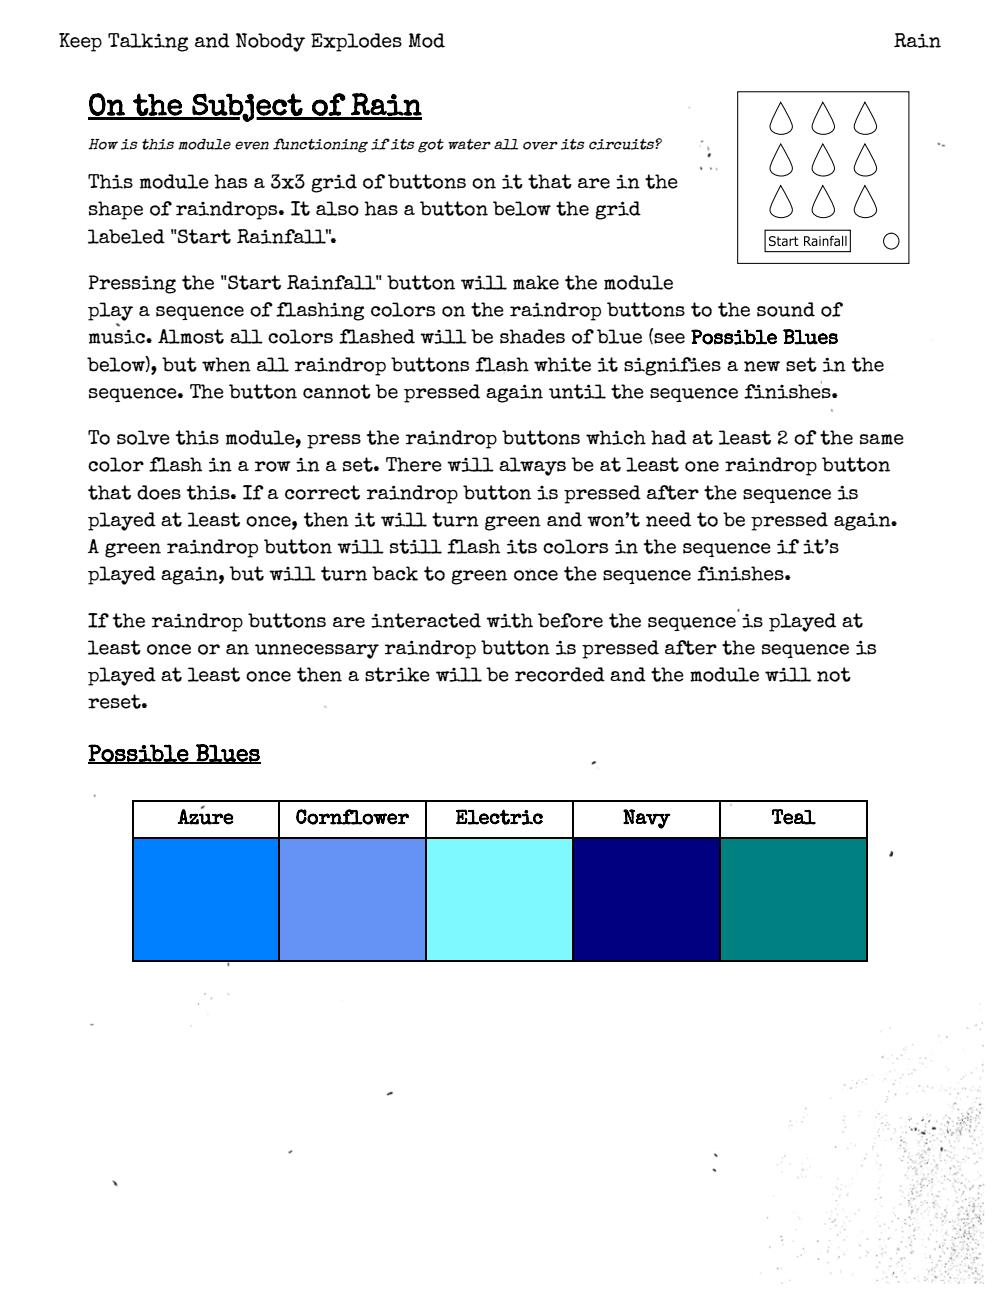 Keep Talking and Nobody Explodes Mod
Rain
On the Subject of Rain
How is this module even functioning if its got water all over its circuits?
This module has a 3x3 grid of buttons on it that are in the
shape of raindrops. It also has a button below the grid
labeled "Start Rainfall".
Start Rainfall
Pressing the "Start Rainfall" button will make the module
play a sequence of flashing colors on the raindrop buttons to the sound of
music. Almost all colors flashed will be shades of blue (see Possible Blues
below), but when all raindrop buttons flash white it signifies a new set in the
sequence. The button cannot be pressed again until the sequence finishes.
To solve this module, press the raindrop buttons which had at least 2 of the same
color flash in a row in a set. There will always be at least one raindrop button
that does this. If a correct raindrop button is pressed after the sequence is
played at least once, then it will turn green and won’t need to be pressed again.
A green raindrop button will still flash its colors in the sequence if it’s
played again, but will turn back to green once the sequence finishes.
If the raindrop buttons are interacted with before the sequence is played at
least once or an unnecessary raindrop button is pressed after the sequence is
played at least once then a strike will be recorded and the module will not
reset.
Possible Blues
Azure Cornflower Electric Navy Teal